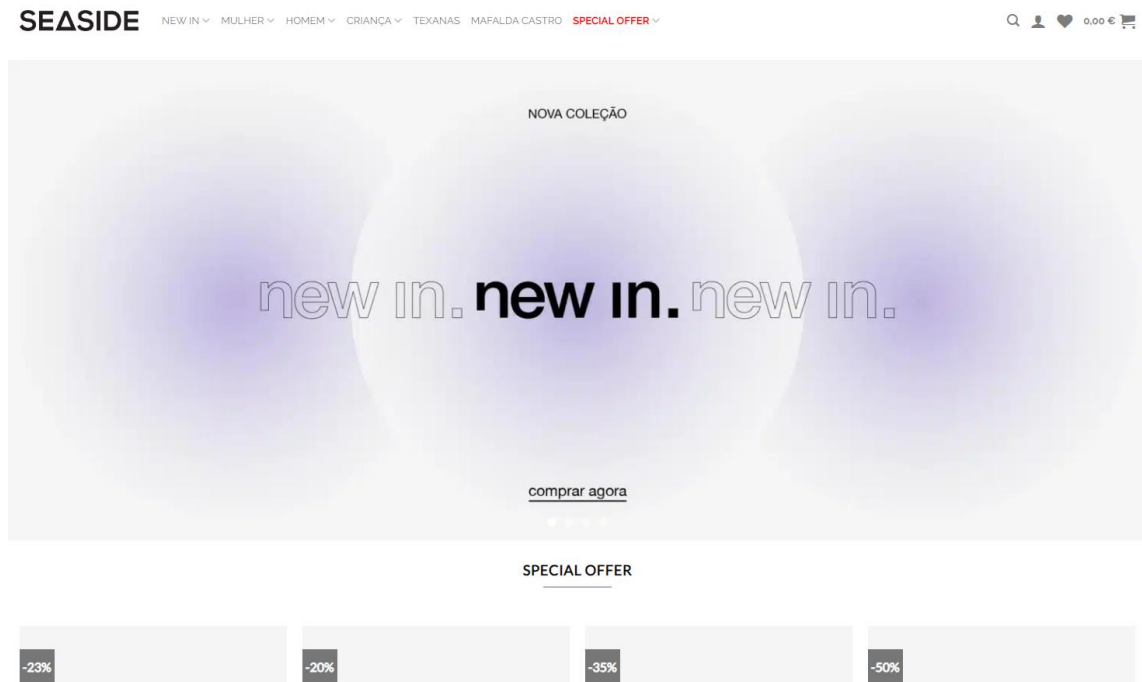 SEASIDE NEW IN MULHER HOMEM CRIANÇA TEXANAS MAFALDA CASTRO SPECIAL OFFER 0,00 €
NOVA COLEÇÃO
new in. new in. new in.
comprar agora
SPECIAL OFFER
-23% -20% -35% -50%